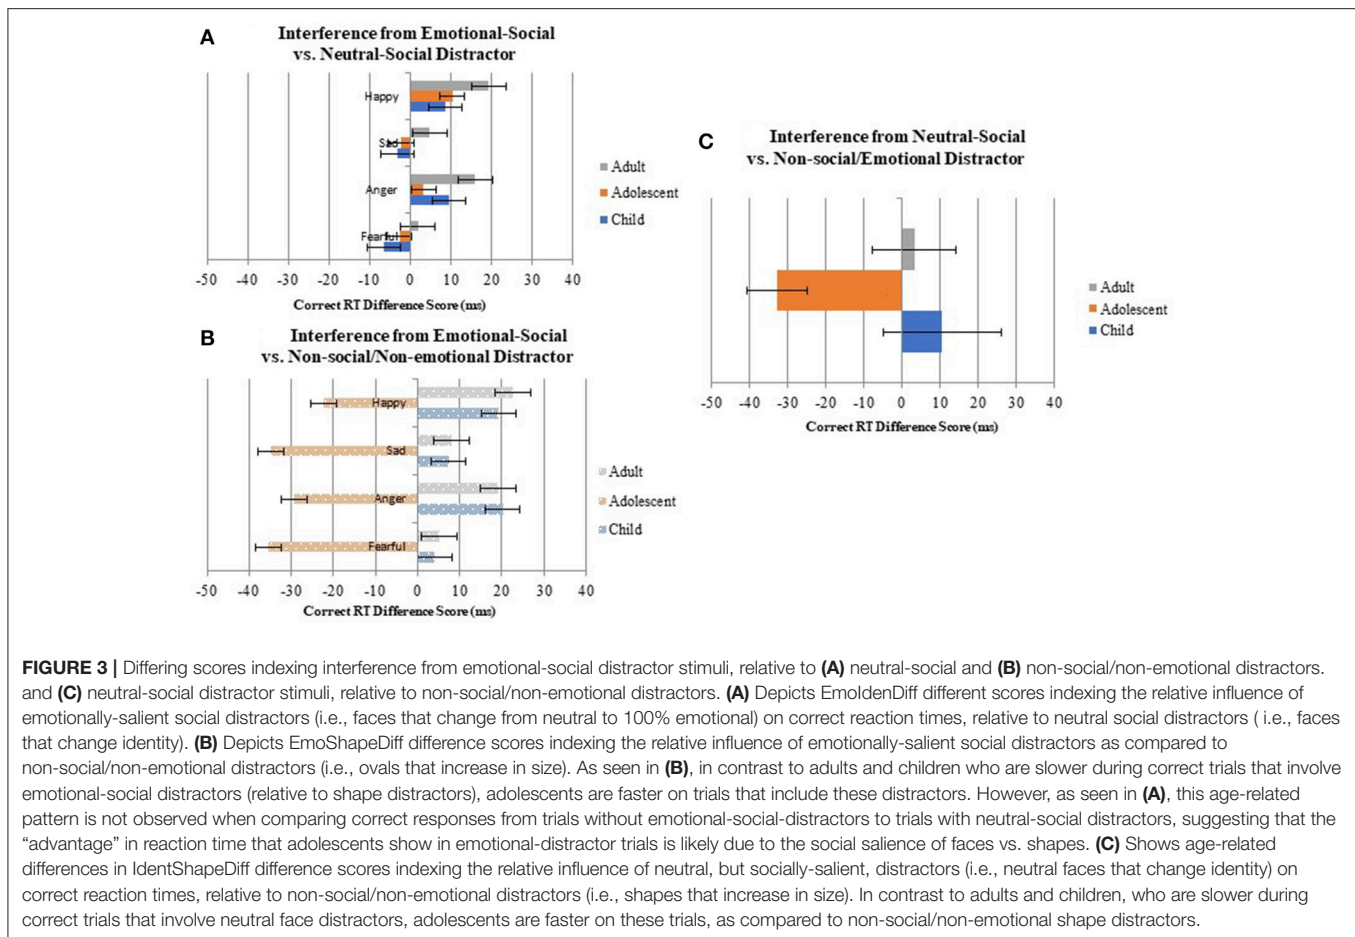 A
Interference from Emotional-Social
vs. Neutral-Social Distractor
Happy
Sad
Anger
Fearful
Adult
Adolescent
Child
-50 -40 -30 -20 -10 0 10 20 30 40
Correct RT Difference Score (ms)
B
Interference from Emotional-Social
vs. Non-social/Non-emotional Distractor
Happy
Sad
Anger
Fearful
Adult
Adolescent
Child
-50 -40 -30 -20 -10 0 10 20 30 40
Correct RT Difference Score (ms)
C
Interference from Neutral-Social
vs. Non-social/Emotional Distractor
Adult
Adolescent
Child
-50 -40 -30 -20 -10 0 10 20 30 40
Correct RT Difference Score (ms)
FIGURE 3 | Differing scores indexing interference from emotional-social distractor stimuli, relative to (A) neutral-social and (B) non-social/non-emotional distractors.
and (C) neutral-social distractor stimuli, relative to non-social/non-emotional distractors. (A) Depicts EmoIdenDiff different scores indexing the relative influence of
emotionally-salient social distractors (i.e., faces that change from neutral to 100% emotional) on correct reaction times, relative to neutral social distractors ( i.e., faces
that change identity). (B) Depicts EmoShapeDiff difference scores indexing the relative influence of emotionally-salient social distractors as compared to
non-social/non-emotional distractors (i.e., ovals that increase in size). As seen in (B), in contrast to adults and children who are slower during correct trials that involve
emotional-social distractors (relative to shape distractors), adolescents are faster on trials that include these distractors. However, as seen in (A), this age-related
pattern is not observed when comparing correct responses from trials without emotional-social-distractors to trials with neutral-social distractors, suggesting that the
“advantage” in reaction time that adolescents show in emotional-distractor trials is likely due to the social salience of faces vs. shapes. (C) Shows age-related
differences in IdentShapeDiff difference scores indexing the relative influence of neutral, but socially-salient, distractors (i.e., neutral faces that change identity) on
correct reaction times, relative to non-social/non-emotional distractors (i.e., shapes that increase in size). In contrast to adults and children, who are slower during
correct trials that involve neutral face distractors, adolescents are faster on these trials, as compared to non-social/non-emotional shape distractors.